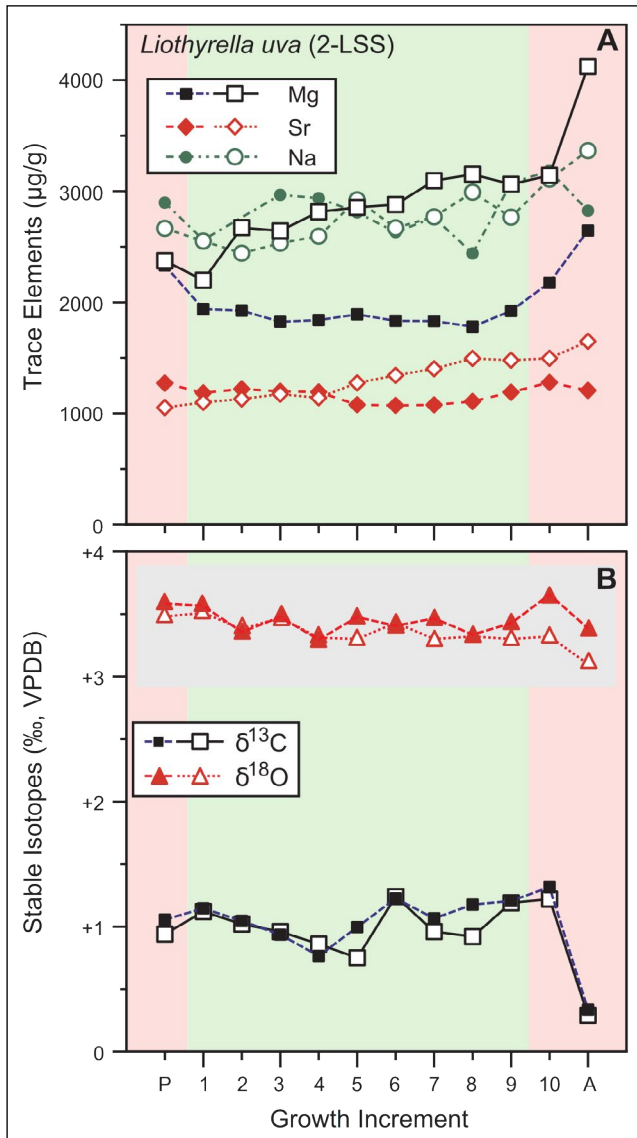 Liothyrella uva (2-LSS)
A
Mg
Sr
Na
4000
3000
2000
1000
0
Trace Elements (µg/g)
B
+4
+3
+2
+1
0
δ13C
δ18O
Stable Isotopes (‰, VPDB)
P 1 2 3 4 5 6 7 8 9 10 A
Growth Increment